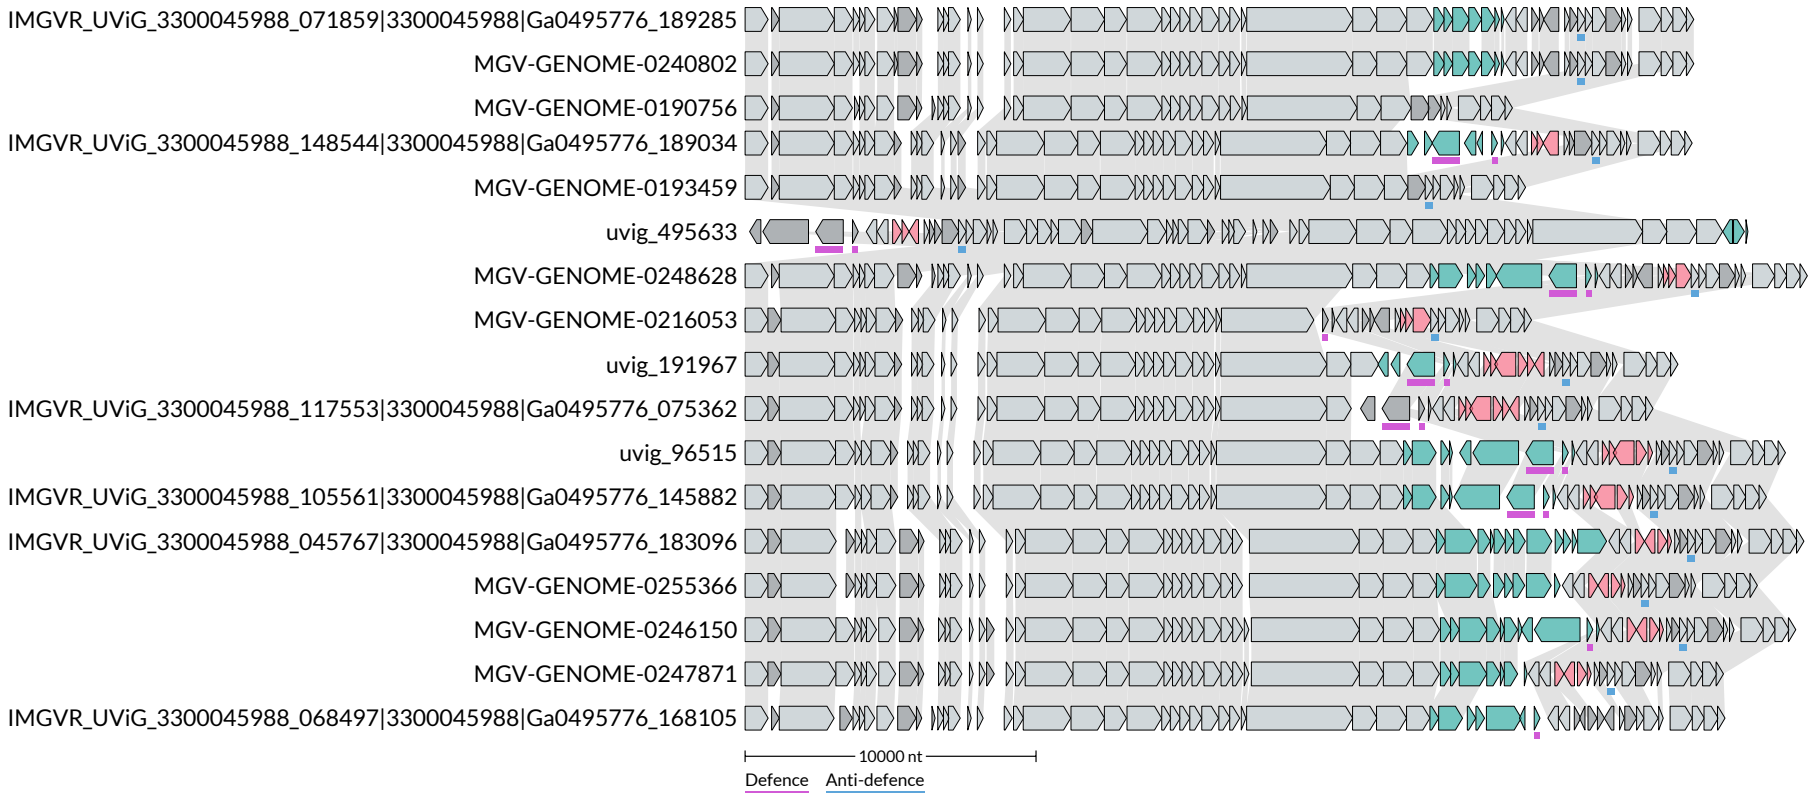 IMGVR_UViG_3300045988_071859|3300045988|Ga0495776_189285
MGV-GENOME-0240802
MGV-GENOME-0190756
IMGVR_UViG_3300045988_148544|3300045988|Ga0495776_189034
MGV-GENOME-0193459
uvig_495633
MGV-GENOME-0248628
MGV-GENOME-0216053
uvig_191967
IMGVR_UViG_3300045988_117553|3300045988|Ga0495776_075362
uvig_96515
IMGVR_UViG_3300045988_105561|3300045988|Ga0495776_145882
IMGVR_UViG_3300045988_045767|3300045988|Ga0495776_183096
MGV-GENOME-0255366
MGV-GENOME-0246150
MGV-GENOME-0247871
IMGVR_UViG_3300045988_068497|3300045988|Ga0495776_168105
10000 nt
Defence Anti-defence